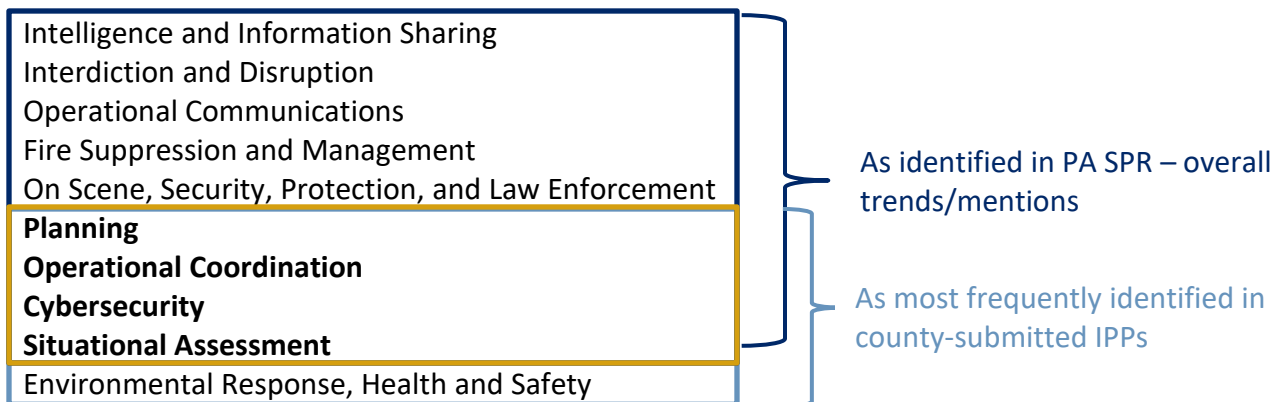 Intelligence and Information Sharing
Interdiction and Disruption
Operational Communications
Fire Suppression and Management
On Scene, Security, Protection, and Law Enforcement
Planning
Operational Coordination
Cybersecurity
Situational Assessment
Environmental Response, Health and Safety
As identified in PA SPR – overall
trends/mentions
As most frequently identified in
county-submitted IPPs